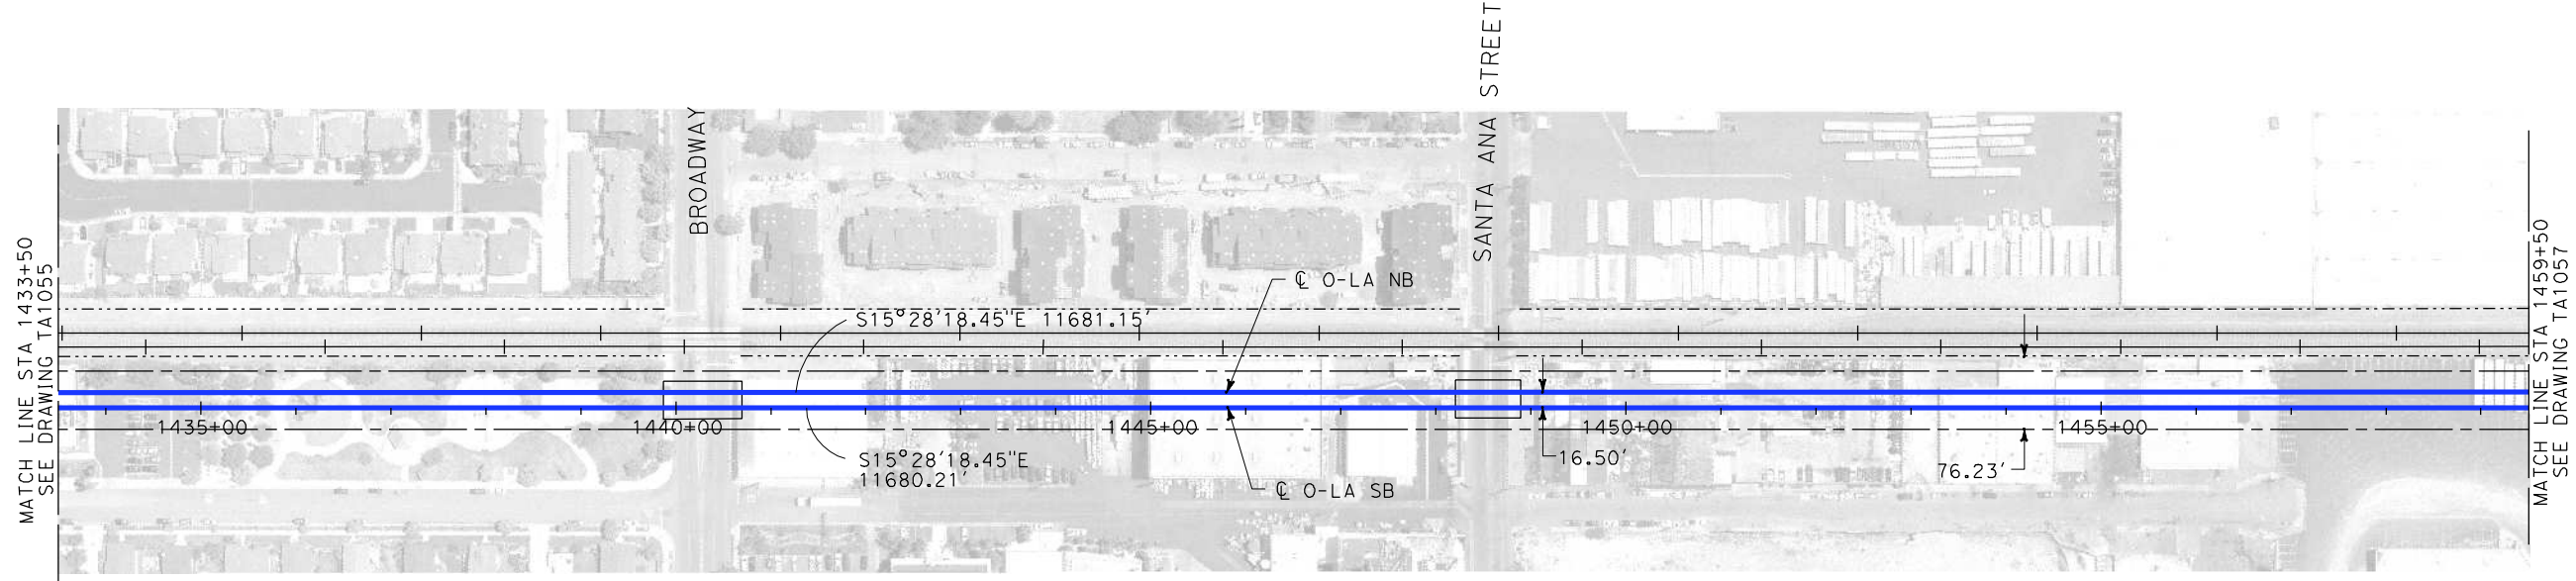 MATCH LINE STA 1433+50
SEE DRAWING TA1055
BROADWAY
SANTA ANA STREET
℄ O-LA NB
S15°28'18.45"E 11681.15'
1435+00
1440+00
1445+00
1450+00
1455+00
S15°28'18.45"E
11680.21'
16.50'
76.23'
℄ O-LA SB
MATCH LINE STA 1459+50
SEE DRAWING TA1057